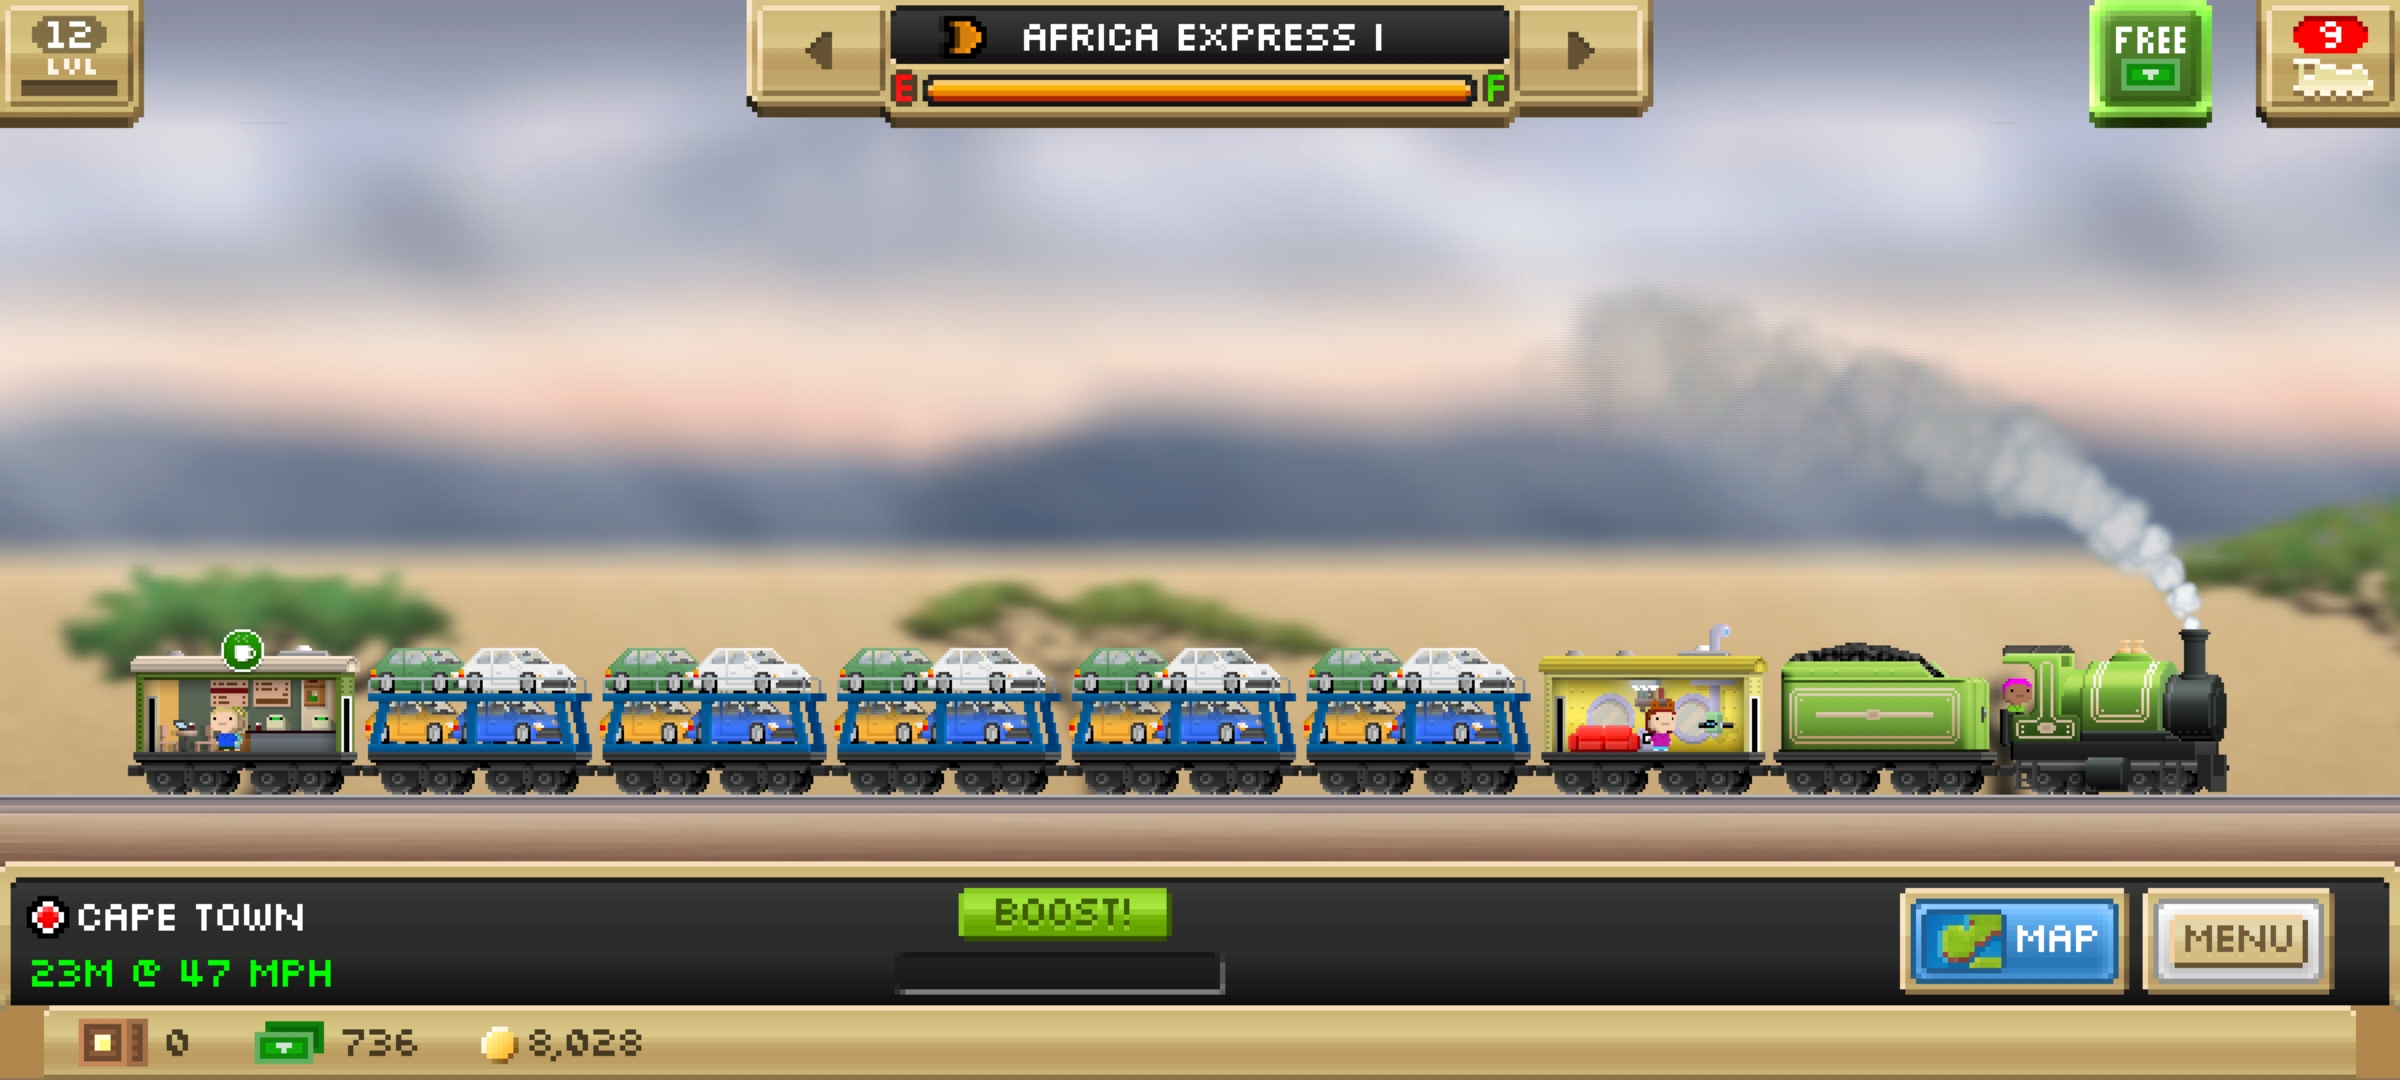 12
LVL
AFRICA EXPRESS I
E F
FREE
9
CAPE TOWN
23M @ 47 MPH
BOOST!
MAP
MENU
0
736
8,028